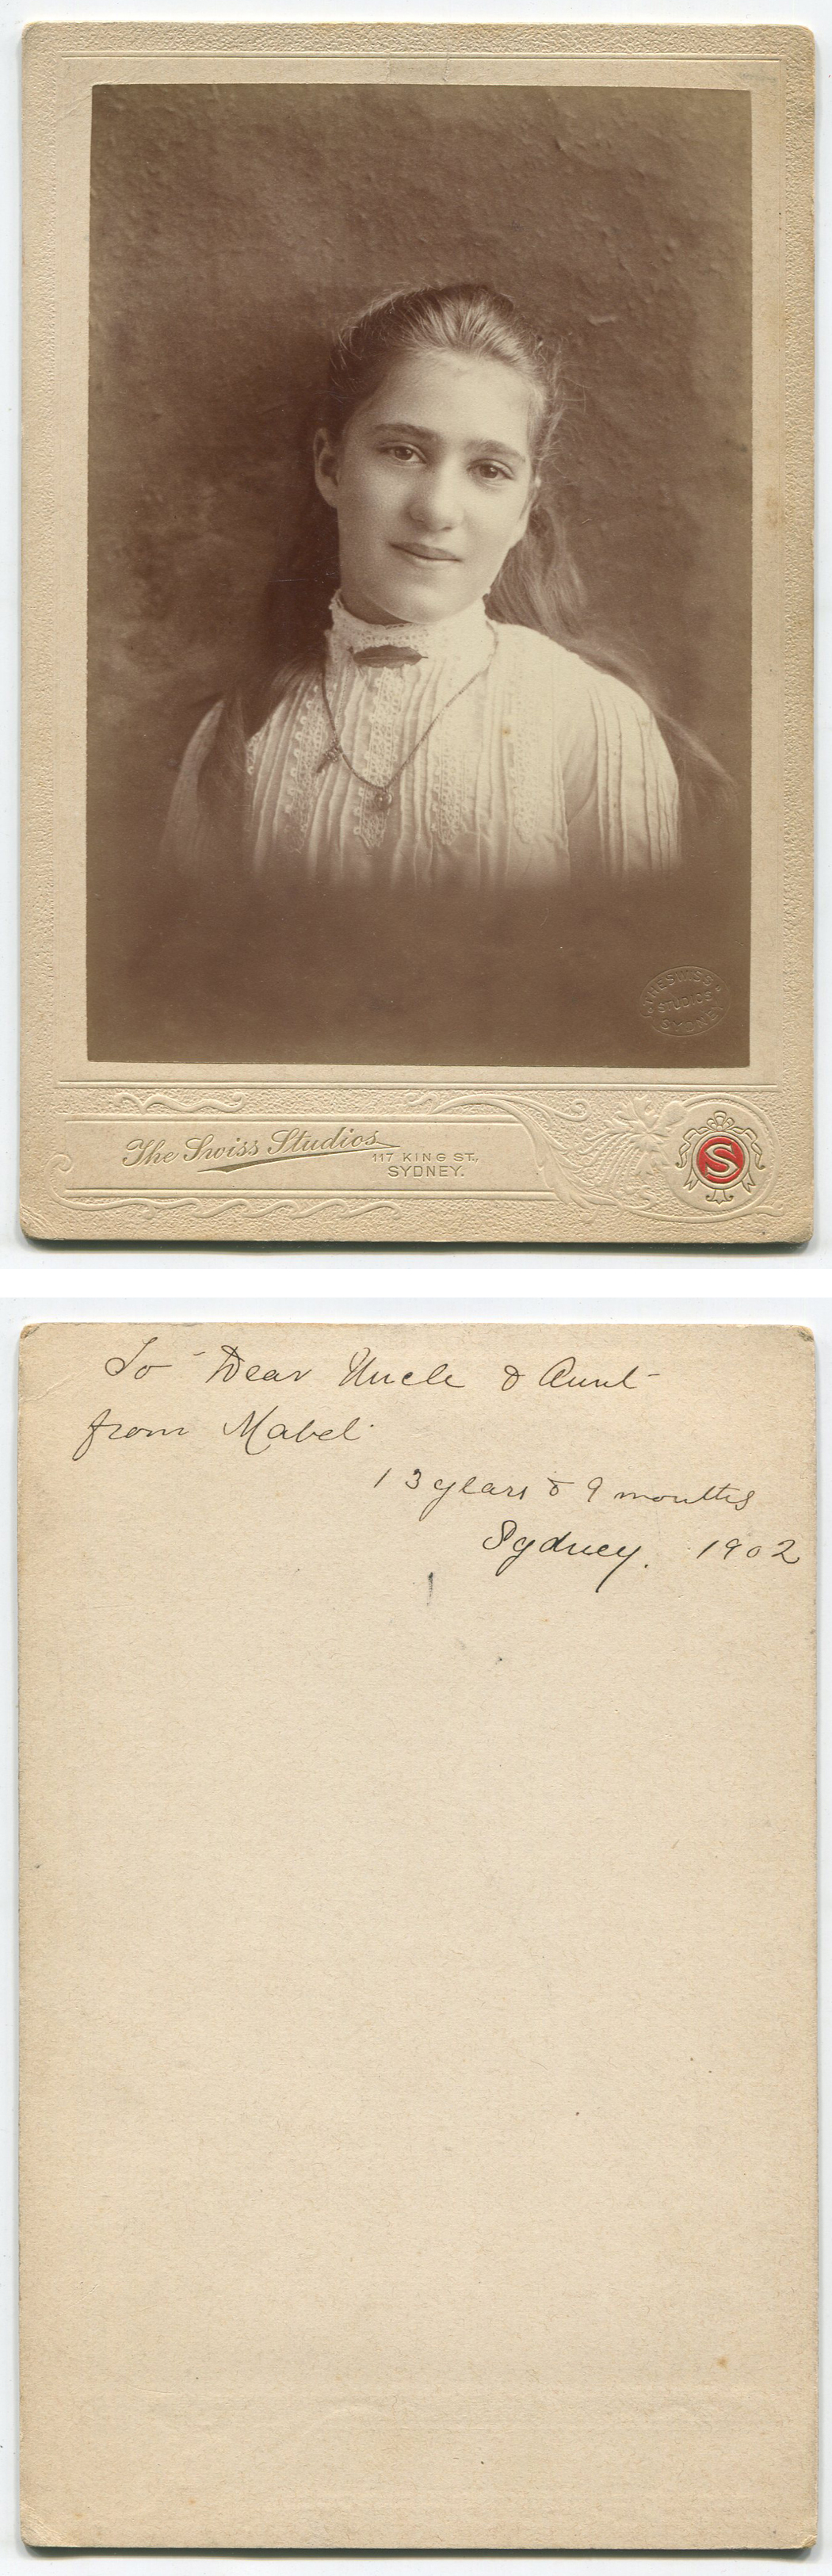 THE SWISS
STUDIOS
SYDNEY
The Swiss Studios
117 KING ST.,
SYDNEY.
S
To Dear Uncle & Aunt
from Mabel.
13 years & 9 months
Sydney. 1902